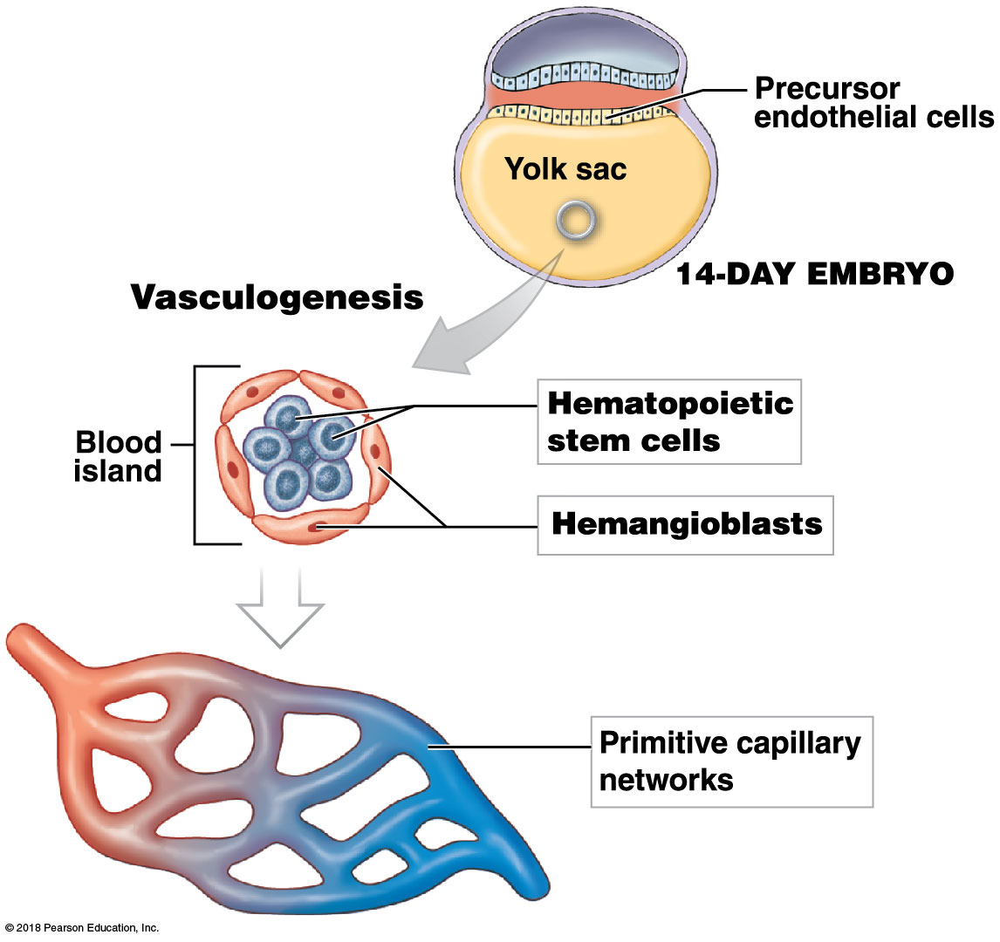 Precursor
endothelial cells
Yolk sac
14-DAY EMBRYO
Vasculogenesis
Hematopoietic
stem cells
Blood
island
Hemangioblasts
Primitive capillary
networks
© 2018 Pearson Education, Inc.